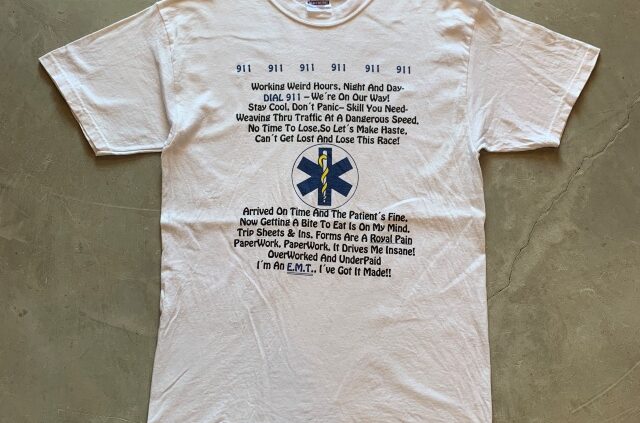 911 911 911 911 911 911
Working Weird Hours, Night And Day-
DIAL 911 – We´re On Our Way!
Stay Cool, Don´t Panic– Skill You Need-
Weaving Thru Traffic At A Dangerous Speed,
No Time To Lose,So Let´s Make Haste,
Can´t Get Lost And Lose This Race!
Arrived On Time And The Patient´s Fine,
Now Getting A Bite To Eat Is On My Mind,
Trip Sheets & Ins. Forms Are A Royal Pain
PaperWork, PaperWork, It Drives Me Insane!
OverWorked And UnderPaid
I´m An E.M.T., I´ve Got It Made!!